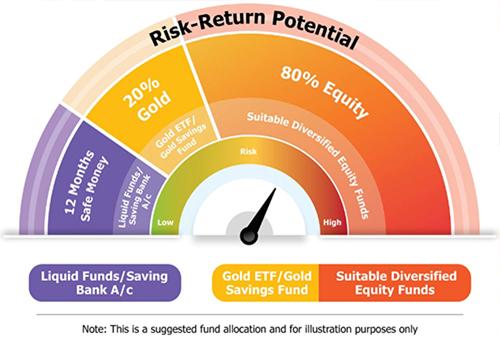 Risk-Return Potential
12 Months
Safe Money
Liquid Funds/
Saving Bank
A/c
20%
Gold
Gold ETF/
Gold Savings
Fund
80% Equity
Suitable Diversified
Equity Funds
Risk
Low
High
Liquid Funds/Saving
Bank A/c
Gold ETF/Gold
Savings Fund
Suitable Diversified
Equity Funds
Note: This is a suggested fund allocation and for illustration purposes only